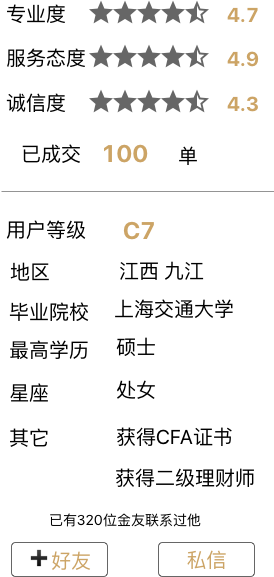 专业度 4.7
服务态度 4.9
诚信度 4.3
已成交 100 单
用户等级 C7
地区 江西 九江
毕业院校 上海交通大学
最高学历 硕士
星座 处女
其它 获得CFA证书
获得二级理财师
已有320位金友联系过他
+好友 私信